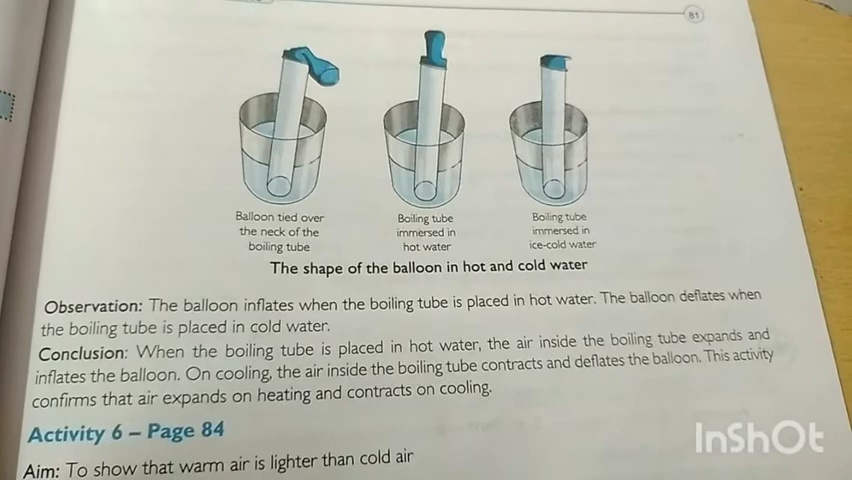 81
Balloon tied over
the neck of the
boiling tube
Boiling tube
immersed in
hot water
Boiling tube
immersed in
ice-cold water
The shape of the balloon in hot and cold water
Observation: The balloon inflates when the boiling tube is placed in hot water. The balloon deflates when
the boiling tube is placed in cold water.
Conclusion: When the boiling tube is placed in hot water, the air inside the boiling tube expands and
inflates the balloon. On cooling, the air inside the boiling tube contracts and deflates the balloon. This activity
confirms that air expands on heating and contracts on cooling.
Activity 6 – Page 84
Aim: To show that warm air is lighter than cold air
InShOt